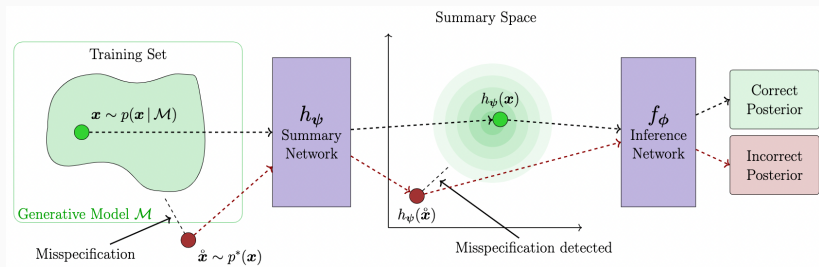 Summary Space
Training Set
x ∼ p(x | ℳ)
Generative Model ℳ
Misspecification
x̊ ∼ p*(x)
h_ψ
Summary
Network
h_ψ(x)
h_ψ(x̊)
Misspecification detected
f_ϕ
Inference
Network
Correct
Posterior
Incorrect
Posterior